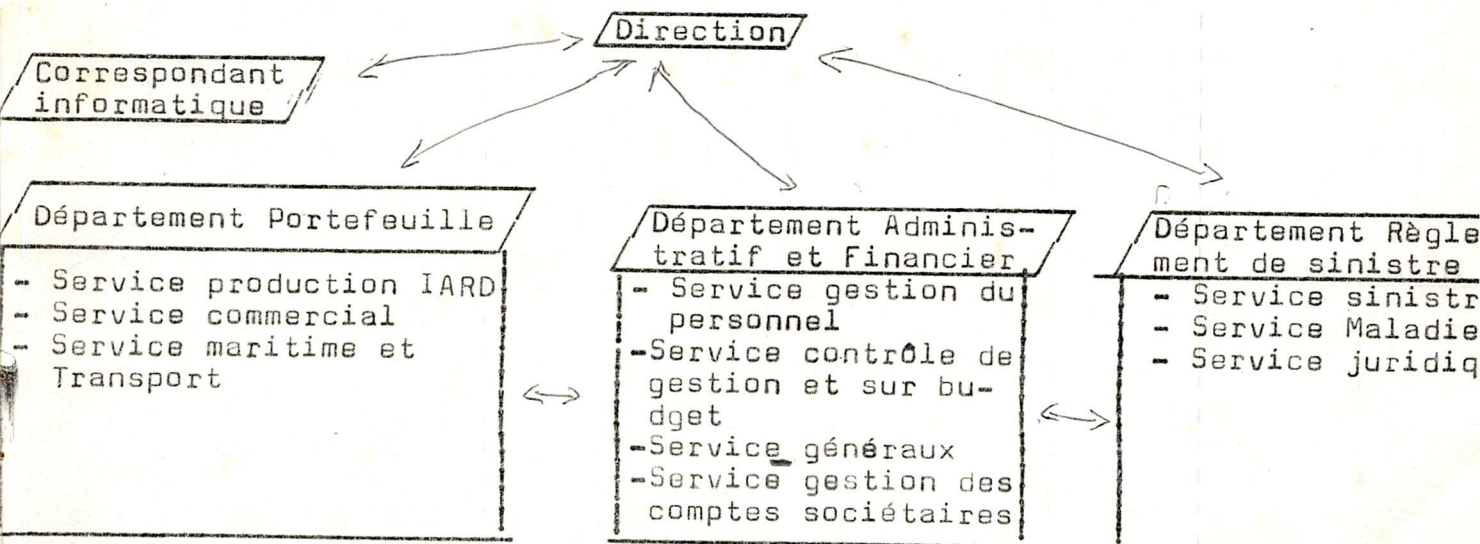 Direction
Correspondant
informatique
Département Portefeuille
- Service production IARD
- Service commercial
- Service maritime et
Transport
Département Adminis-
tratif et Financier
- Service gestion du
personnel
-Service contrôle de
gestion et sur bu-
dget
-Service généraux
-Service gestion des
comptes sociétaires
Département Règle
ment de sinistre
- Service sinistr
- Service Maladie
- Service juridiq